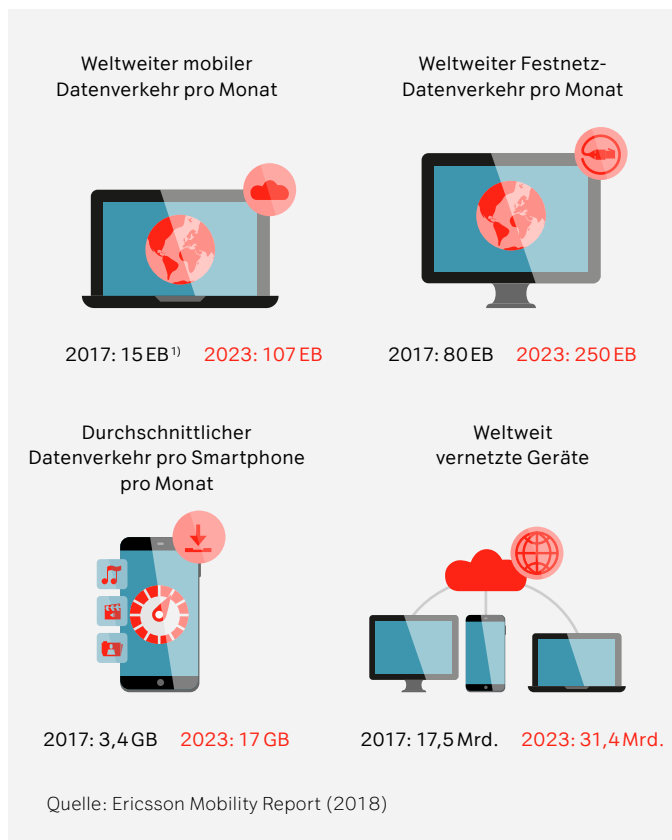 Weltweiter mobiler
Datenverkehr pro Monat
2017: 15 EB 1) 2023: 107 EB
Weltweiter Festnetz-
Datenverkehr pro Monat
2017: 80 EB 2023: 250 EB
Durchschnittlicher
Datenverkehr pro Smartphone
pro Monat
2017: 3,4 GB 2023: 17 GB
Weltweit
vernetzte Geräte
2017: 17,5 Mrd. 2023: 31,4 Mrd.
Quelle: Ericsson Mobility Report (2018)